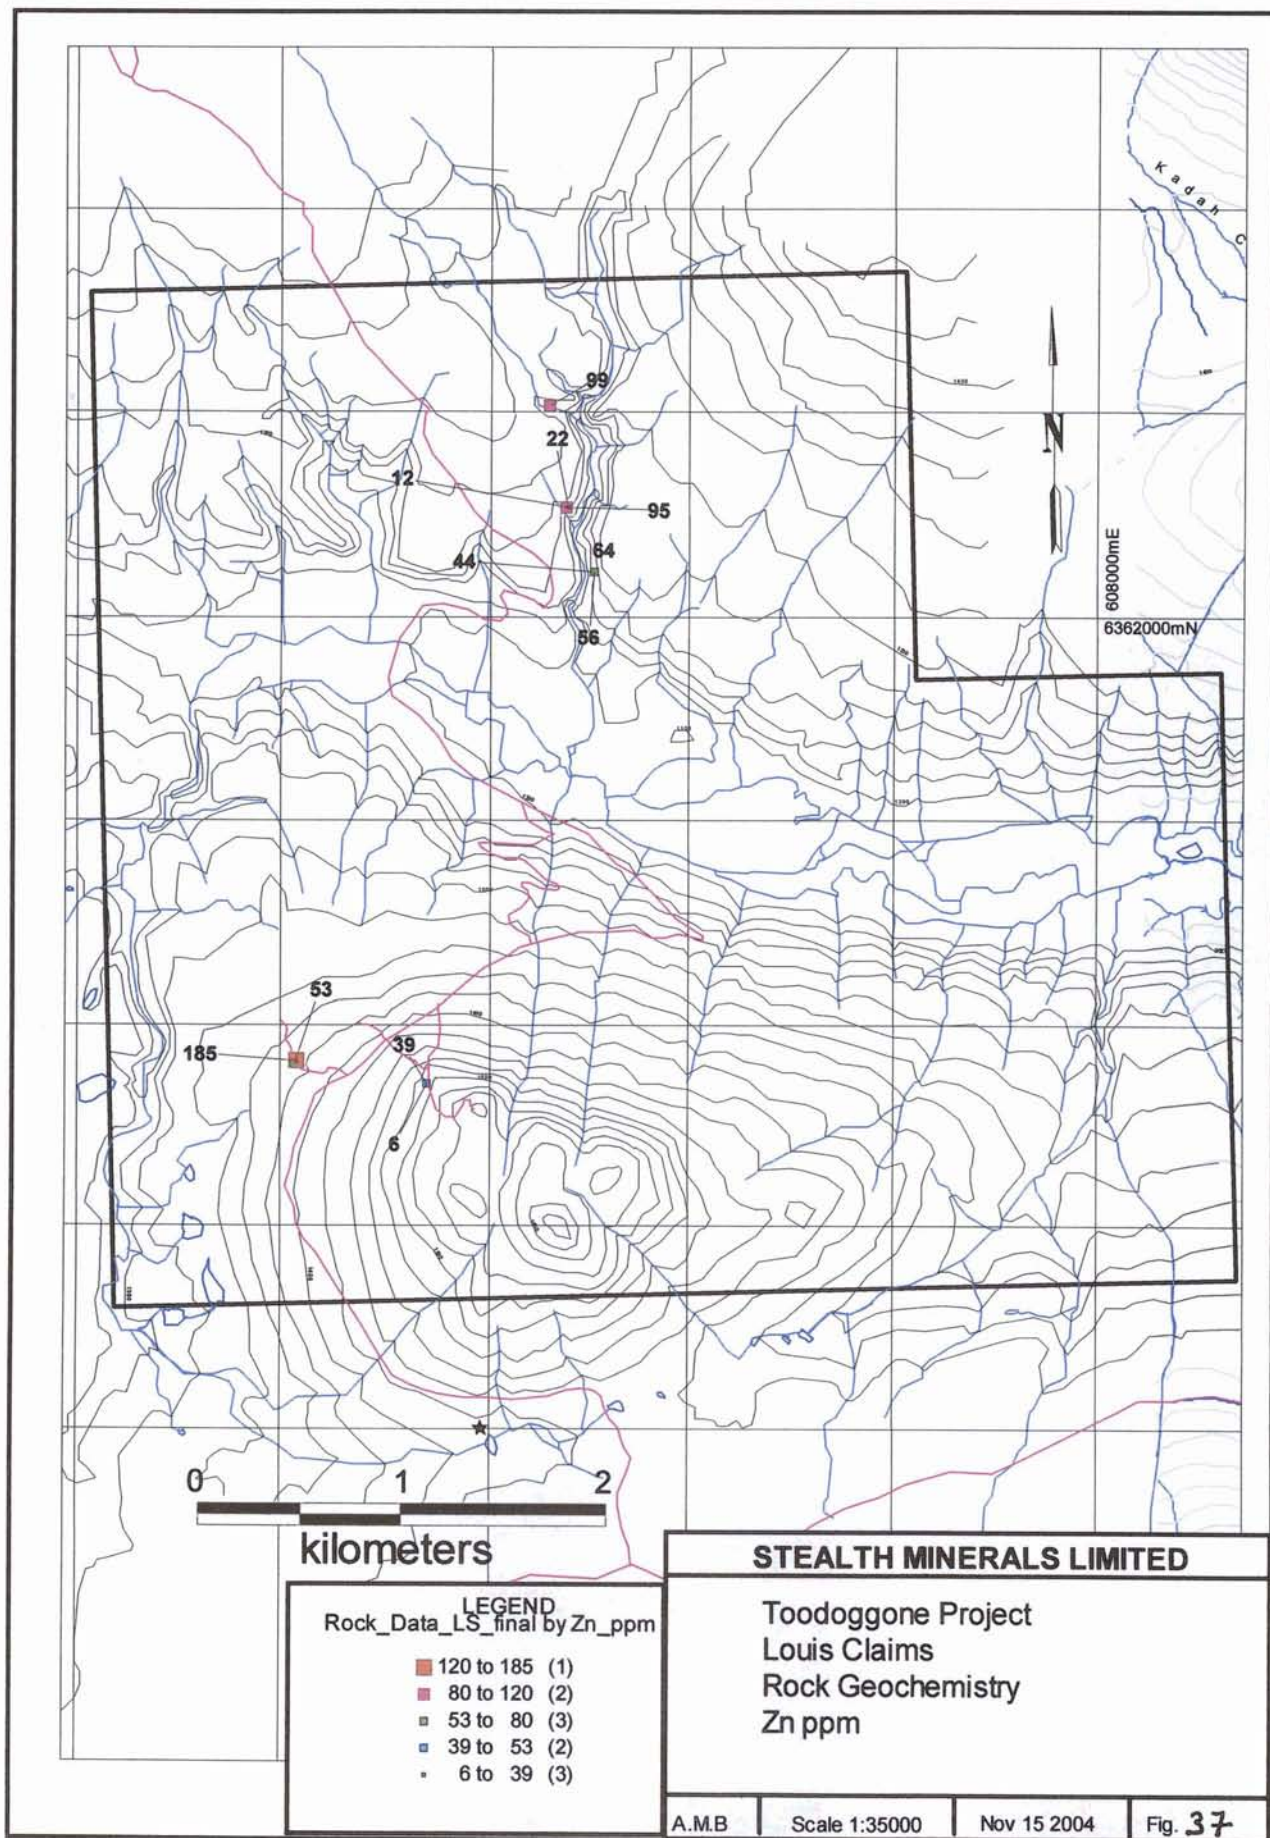 Kadah C
99
22
12
95
64
44
56
608000mE
6362000mN
N
53
185
39
6
0 1 2
kilometers
LEGEND
Rock_Data_LS_final by Zn_ppm
120 to 185 (1)
80 to 120 (2)
53 to 80 (3)
39 to 53 (2)
6 to 39 (3)
STEALTH MINERALS LIMITED
Toodoggone Project
Louis Claims
Rock Geochemistry
Zn ppm
A.M.B
Scale 1:35000
Nov 15 2004
Fig. 37